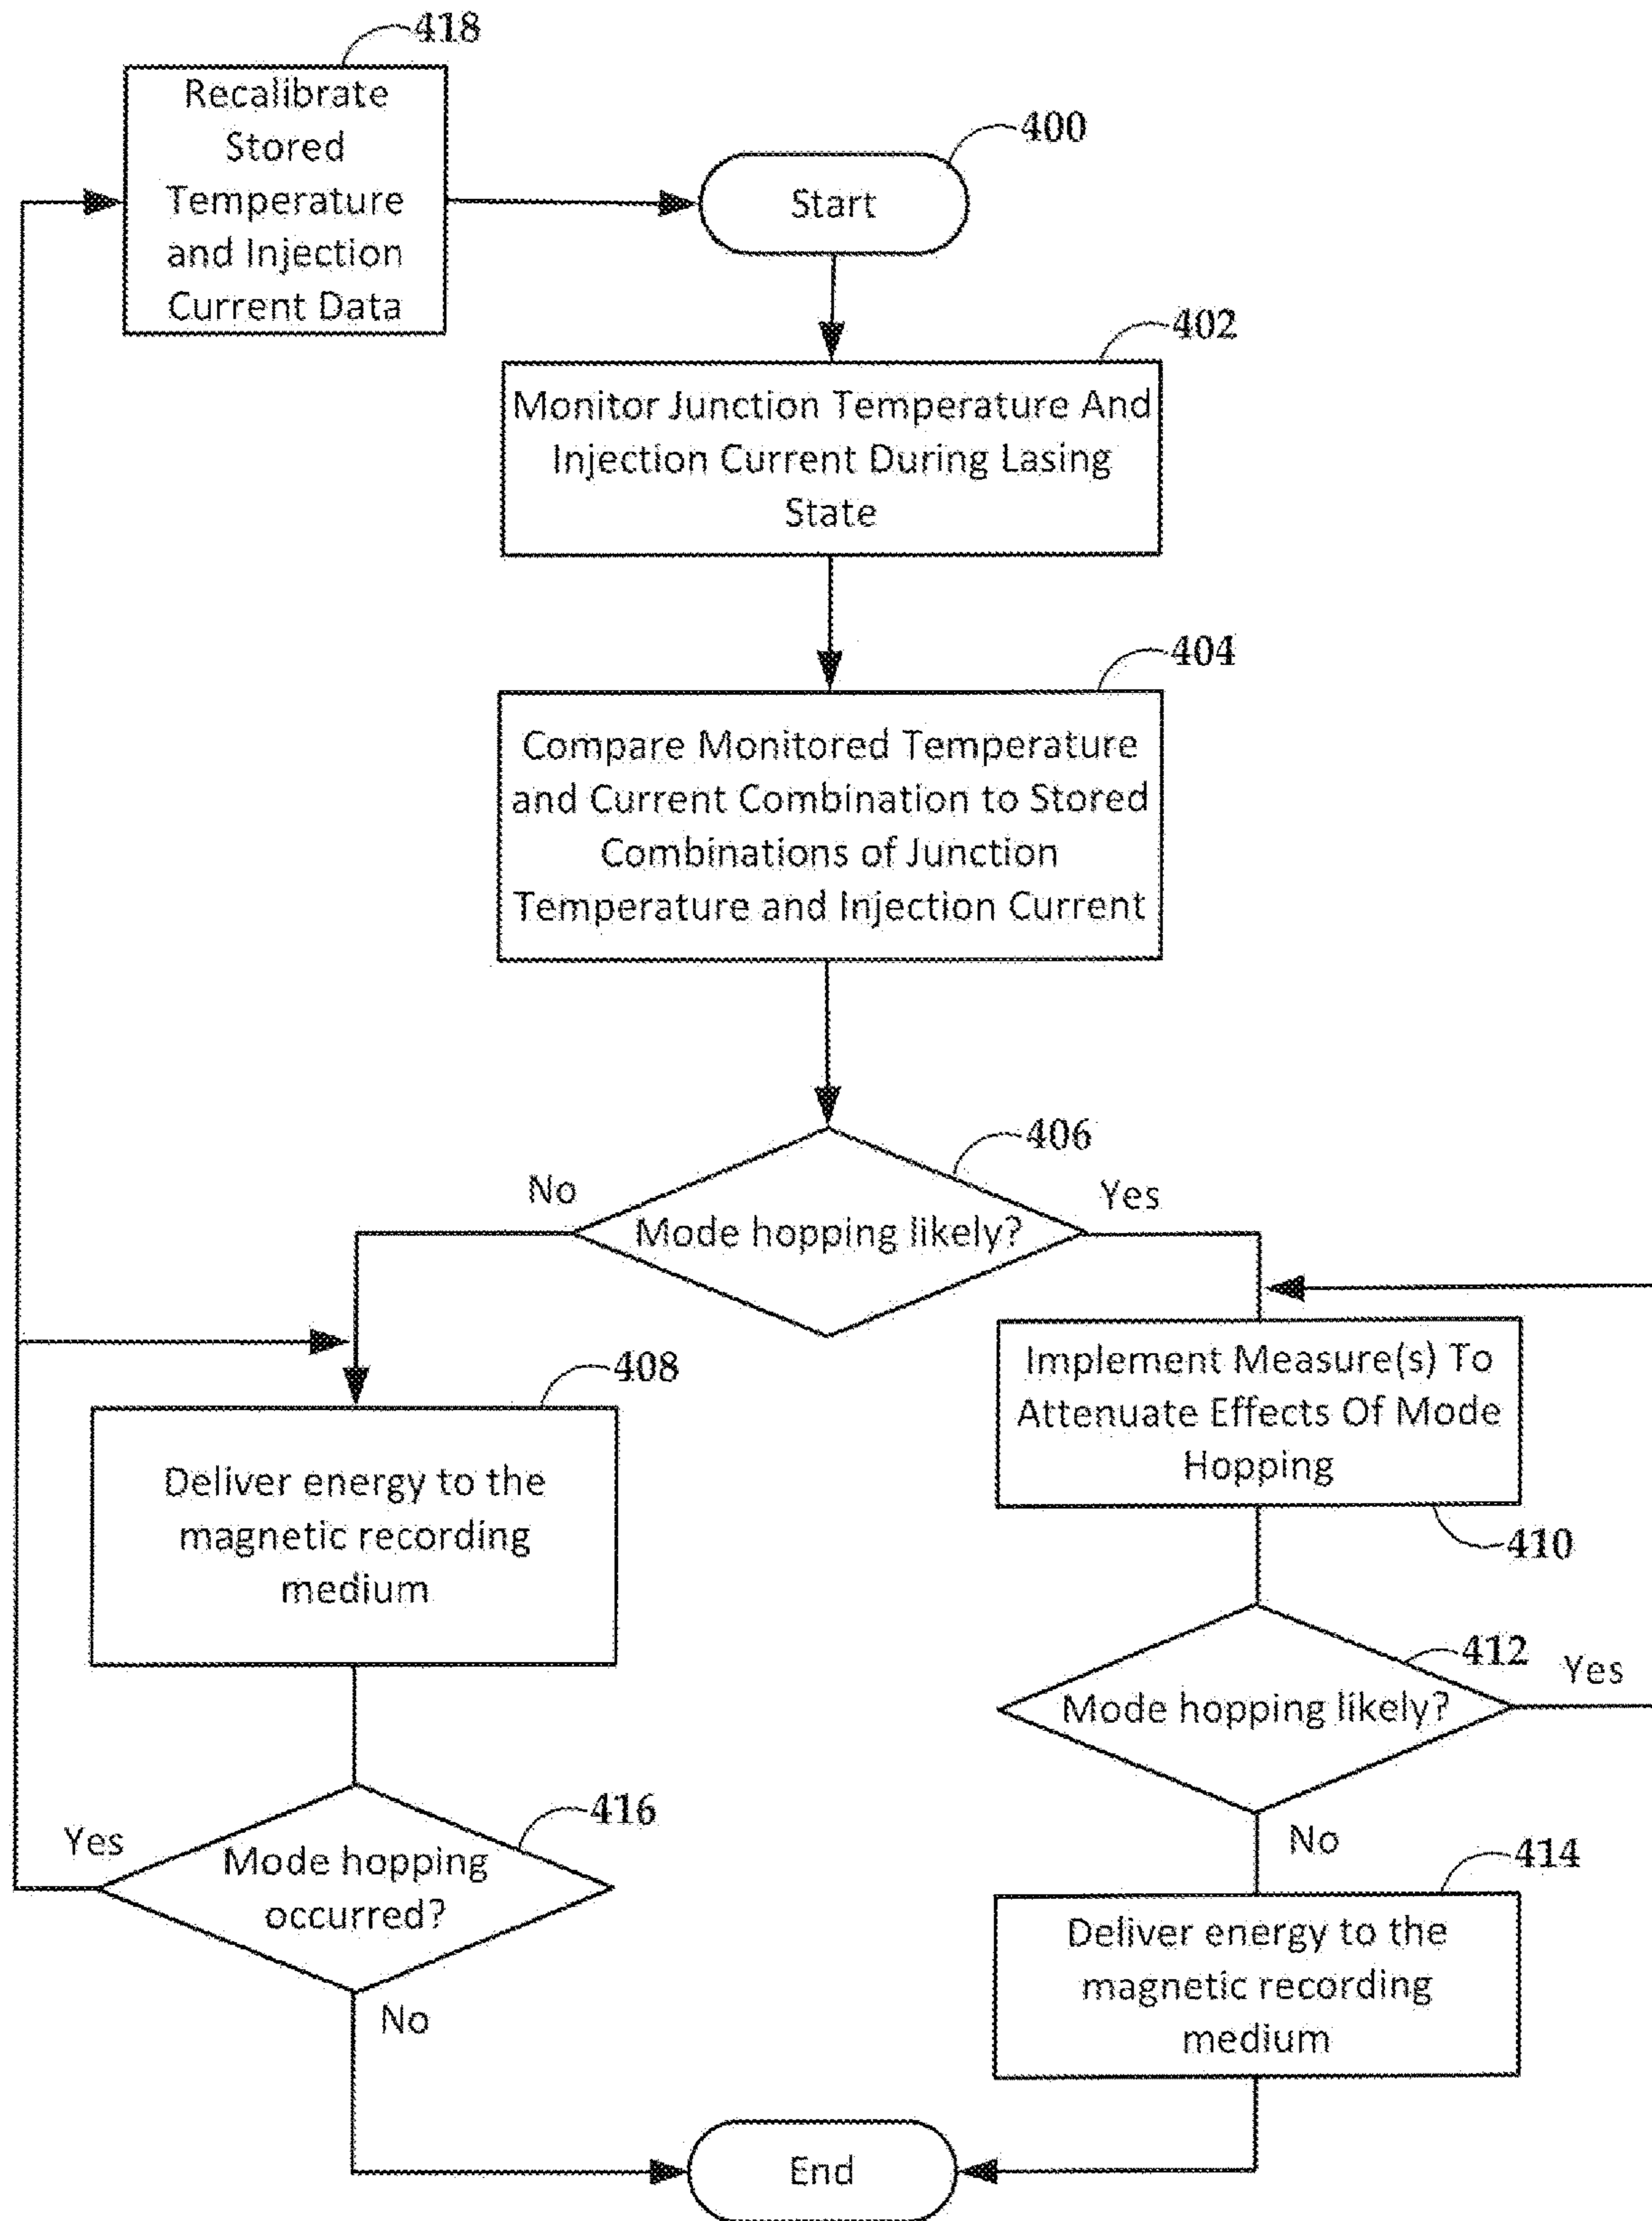 418
Recalibrate
Stored
Temperature
and Injection
Current Data
400
Start
402
Monitor Junction Temperature And
Injection Current During Lasing
State
404
Compare Monitored Temperature
and Current Combination to Stored
Combinations of Junction
Temperature and Injection Current
406
No
Yes
Mode hopping likely?
408
Deliver energy to the
magnetic recording
medium
Implement Measure(s) To
Attenuate Effects Of Mode
Hopping
410
412
Yes
Mode hopping likely?
No
416
Yes
Mode hopping
occurred?
No
414
Deliver energy to the
magnetic recording
medium
End